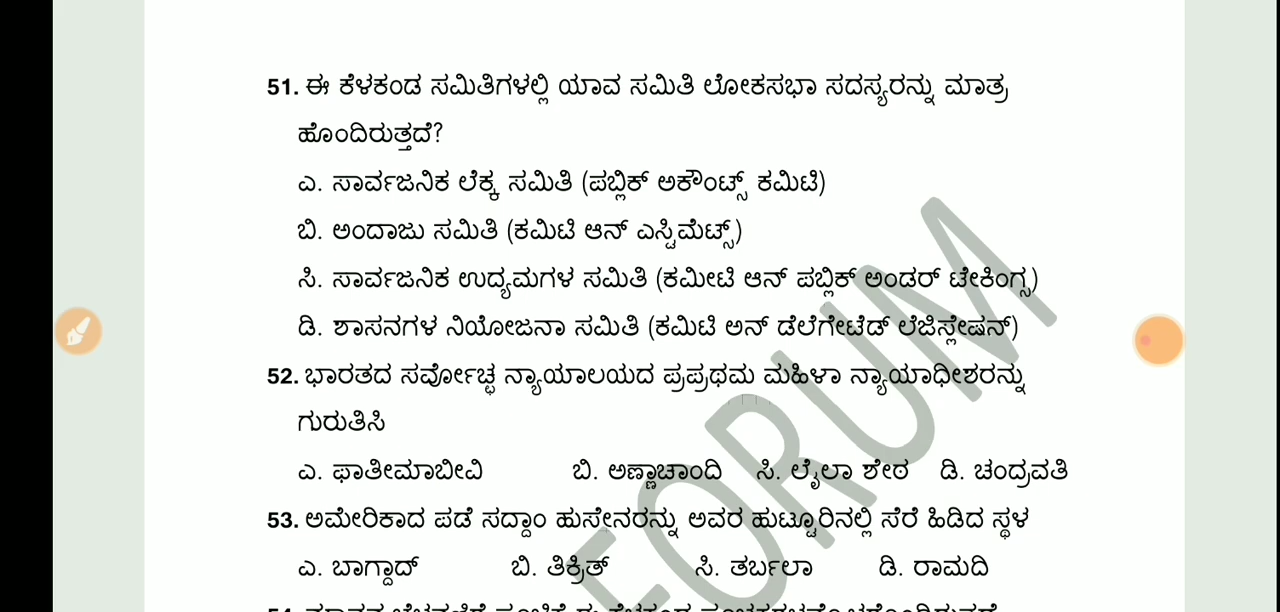 51. ಈ ಕೆಳಕಂಡ ಸಮಿತಿಗಳಲ್ಲಿ ಯಾವ ಸಮಿತಿ ಲೋಕಸಭಾ ಸದಸ್ಯರನ್ನು ಮಾತ್ರ
ಹೊಂದಿರುತ್ತದೆ?
ಎ. ಸಾರ್ವಜನಿಕ ಲೆಕ್ಕ ಸಮಿತಿ (ಪಬ್ಲಿಕ್ ಅಕೌಂಟ್ಸ್ ಕಮಿಟಿ)
ಬಿ. ಅಂದಾಜು ಸಮಿತಿ (ಕಮಿಟಿ ಆನ್ ಎಸ್ಟಿಮೆಟ್ಸ್)
ಸಿ. ಸಾರ್ವಜನಿಕ ಉದ್ಯಮಗಳ ಸಮಿತಿ (ಕಮೀಟಿ ಆನ್ ಪಬ್ಲಿಕ್ ಅಂಡರ್ ಟೇಕಿಂಗ್ಸ)
ಡಿ. ಶಾಸನಗಳ ನಿಯೋಜನಾ ಸಮಿತಿ (ಕಮಿಟಿ ಅನ್ ಡೆಲೆಗೇಟೆಡ್ ಲೆಜಿಸ್ಲೇಷನ್)
52. ಭಾರತದ ಸರ್ವೋಚ್ಛ ನ್ಯಾಯಾಲಯದ ಪ್ರಪ್ರಥಮ ಮಹಿಳಾ ನ್ಯಾಯಾಧೀಶರನ್ನು
ಗುರುತಿಸಿ
ಎ. ಫಾತೀಮಾಬೀವಿ ಬಿ. ಅಣ್ಣಾಚಾಂದಿ ಸಿ. ಲೈಲಾ ಶೇಠ ಡಿ. ಚಂದ್ರವತಿ
53. ಅಮೇರಿಕಾದ ಪಡೆ ಸದ್ದಾಂ ಹುಸೇನರನ್ನು ಅವರ ಹುಟ್ಟೂರಿನಲ್ಲಿ ಸೆರೆ ಹಿಡಿದ ಸ್ಥಳ
ಎ. ಬಾಗ್ದಾದ್ ಬಿ. ತಿಕ್ರಿತ್ ಸಿ. ತರ್ಬಲಾ ಡಿ. ರಾಮದಿ
FORUM